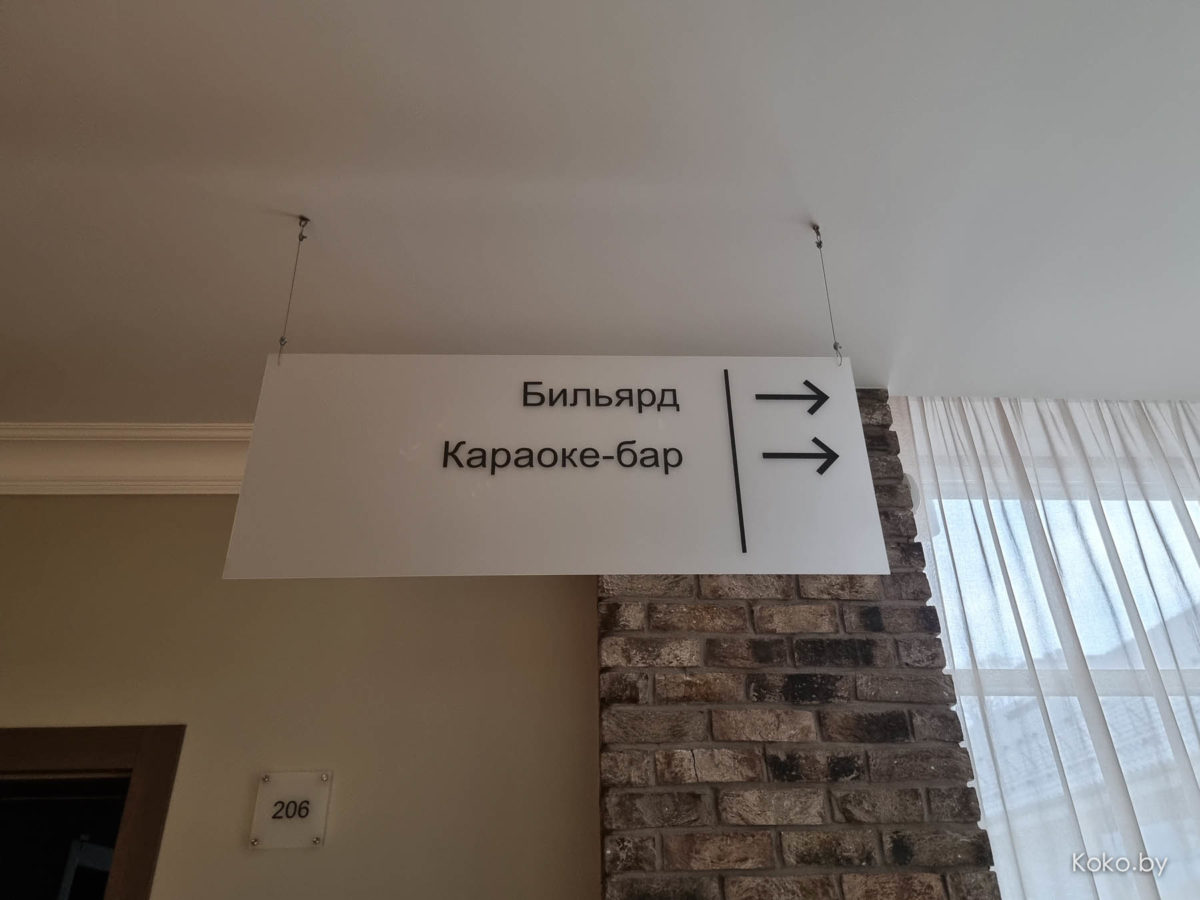 Бильярд →
Караоке-бар →
206
Koko.by